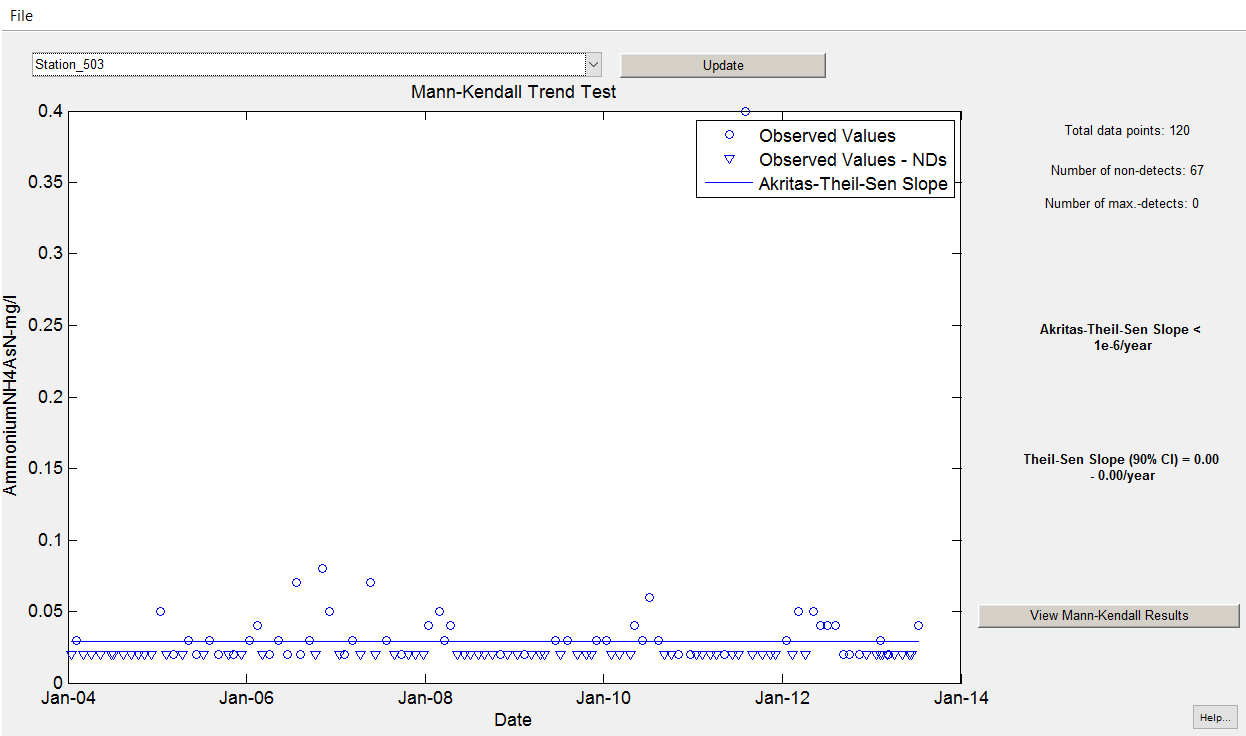 File
Station_503
Update
Mann-Kendall Trend Test
0.4
0.35
0.3
0.25
0.2
0.15
0.1
0.05
0
AmmoniumNH4AsN-mg/l
Observed Values
Observed Values - NDs
Akritas-Theil-Sen Slope
Jan-04
Jan-06
Jan-08
Jan-10
Jan-12
Jan-14
Date
Total data points: 120
Number of non-detects: 67
Number of max.-detects: 0
Akritas-Theil-Sen Slope <
1e-6/year
Theil-Sen Slope (90% CI) = 0.00
- 0.00/year
View Mann-Kendall Results
Help...